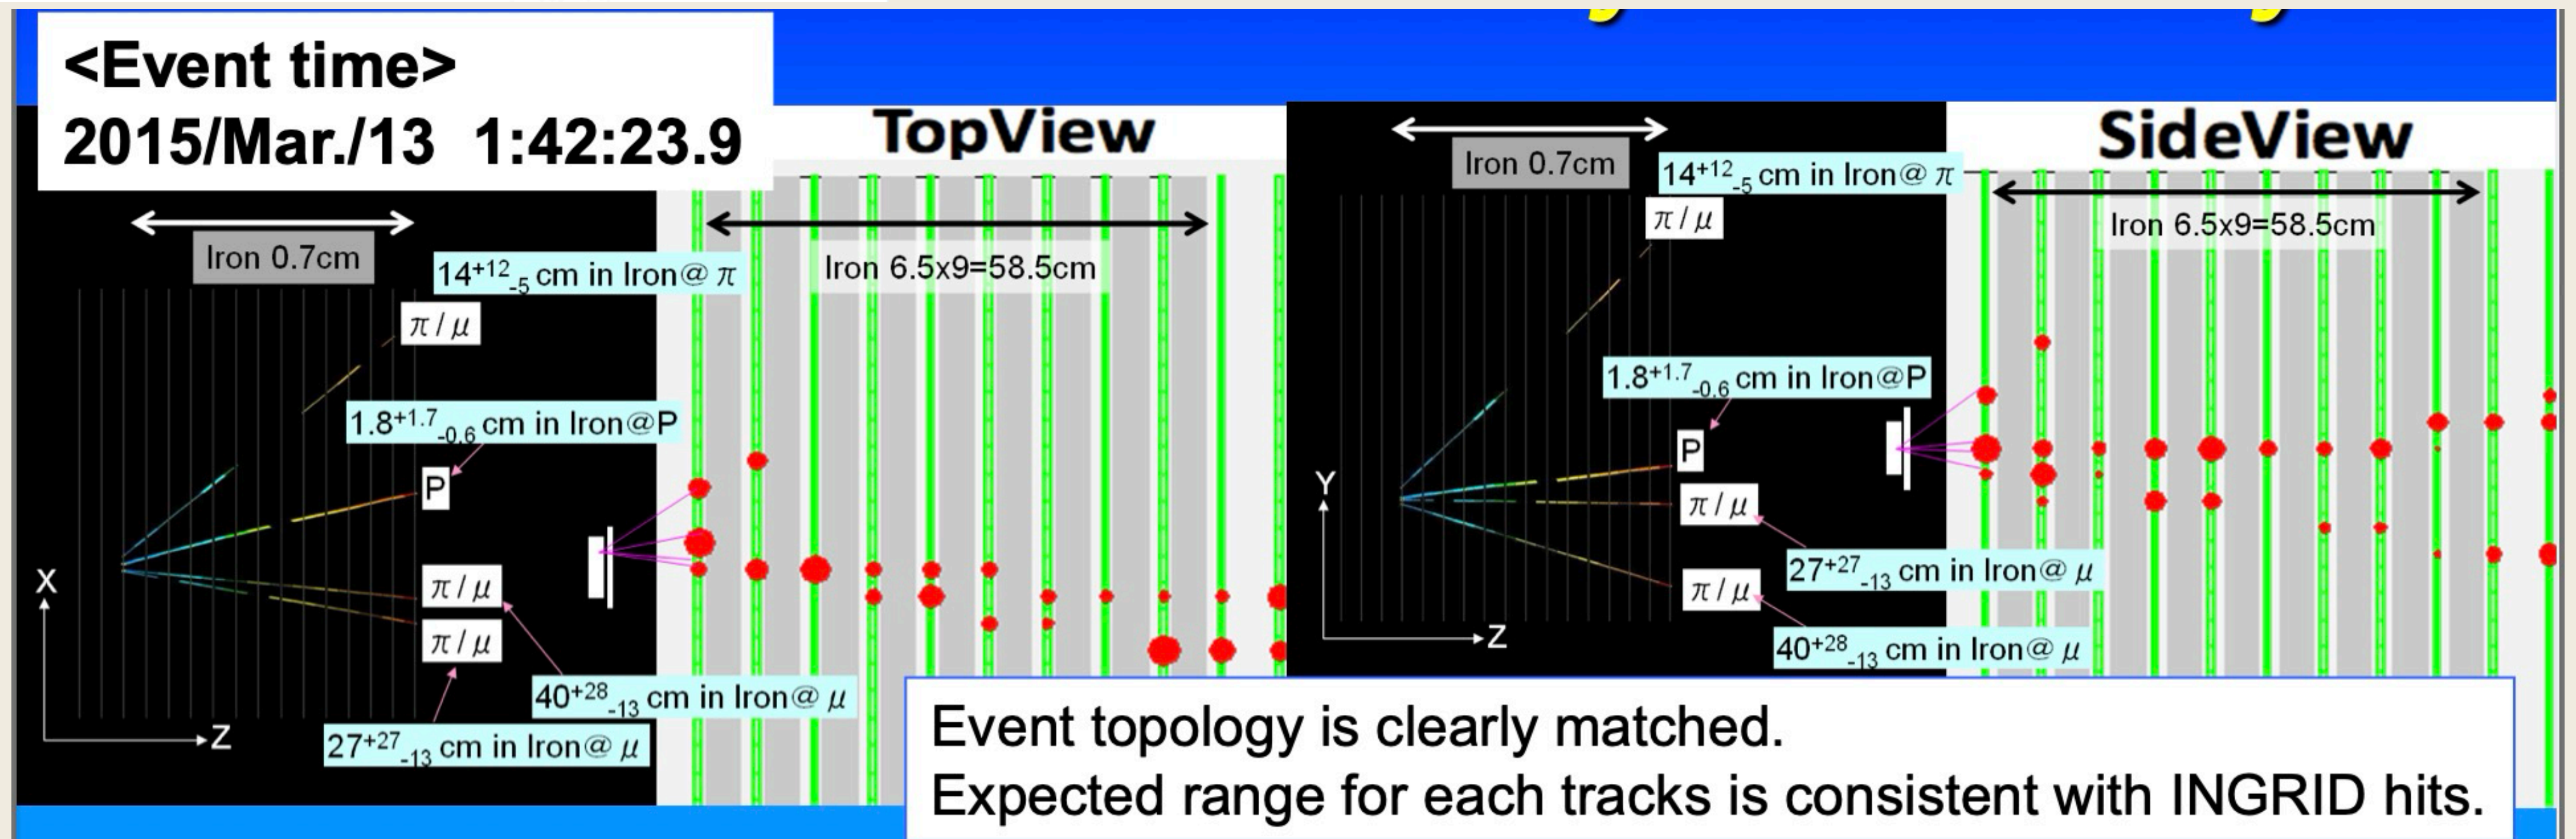 <Event time>
2015/Mar./13 1:42:23.9
TopView
Iron 0.7cm
14+12-5 cm in Iron@ π
Iron 6.5x9=58.5cm
π/μ
1.8+1.7-0.6 cm in Iron@P
P
π/μ
π/μ
40+28-13 cm in Iron@ μ
27+27-13 cm in Iron@ μ
X
Z
SideView
Iron 0.7cm
14+12-5 cm in Iron@ π
Iron 6.5x9=58.5cm
π/μ
1.8+1.7-0.6 cm in Iron@P
P
π/μ
27+27-13 cm in Iron@ μ
π/μ
40+28-13 cm in Iron@ μ
Y
Z
Event topology is clearly matched.
Expected range for each tracks is consistent with INGRID hits.